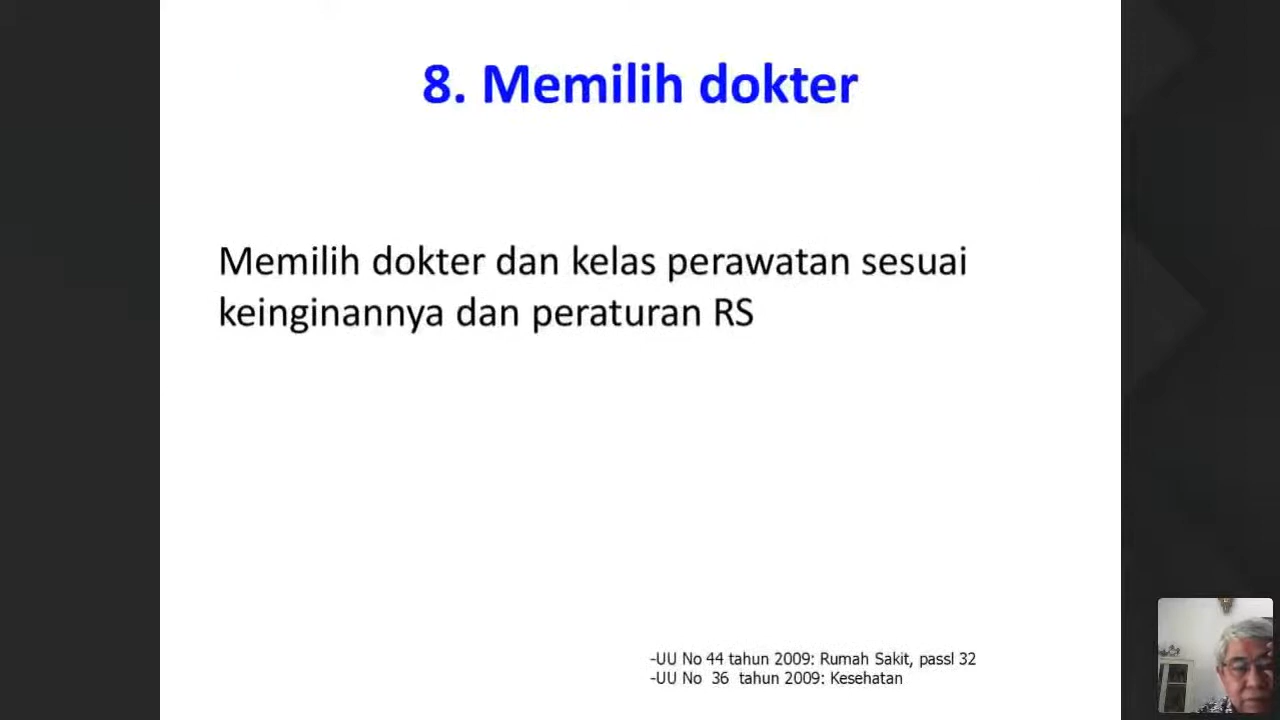 8. Memilih dokter
Memilih dokter dan kelas perawatan sesuai
keinginannya dan peraturan RS
-UU No 44 tahun 2009: Rumah Sakit, passl 32
-UU No  36  tahun 2009: Kesehatan